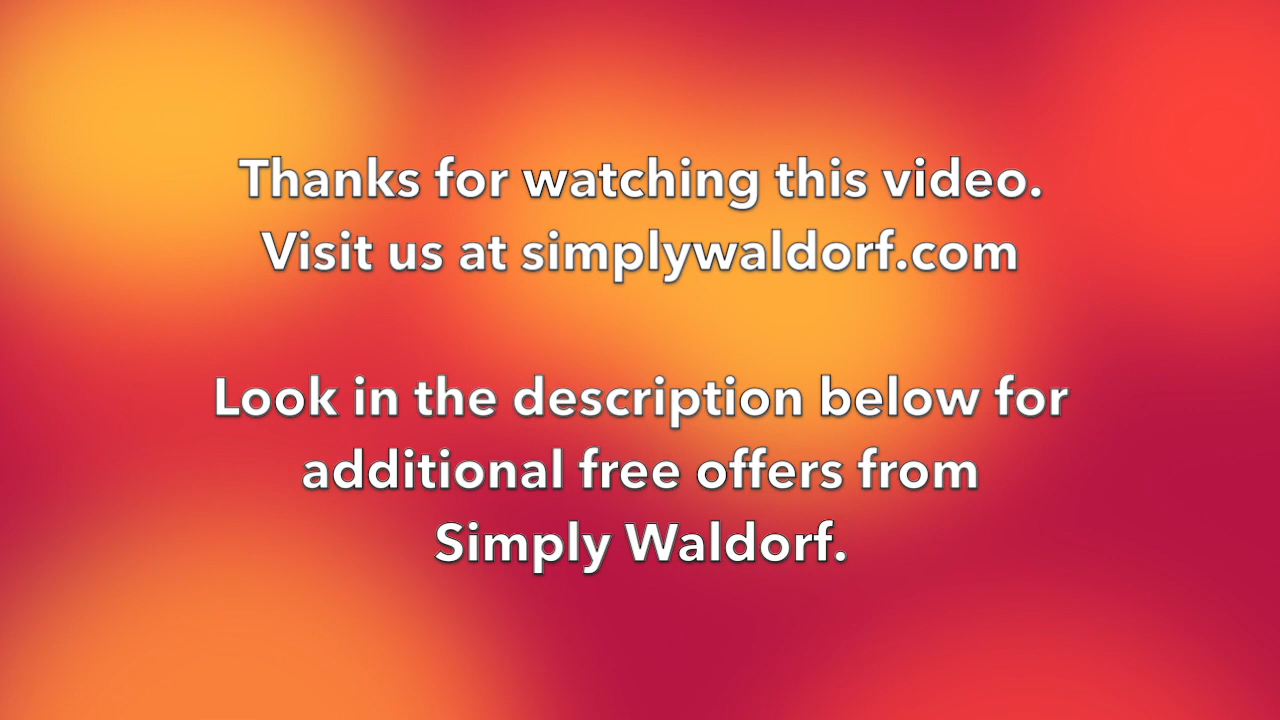 Thanks for watching this video.
Visit us at simplywaldorf.com
Look in the description below for
additional free offers from
Simply Waldorf.